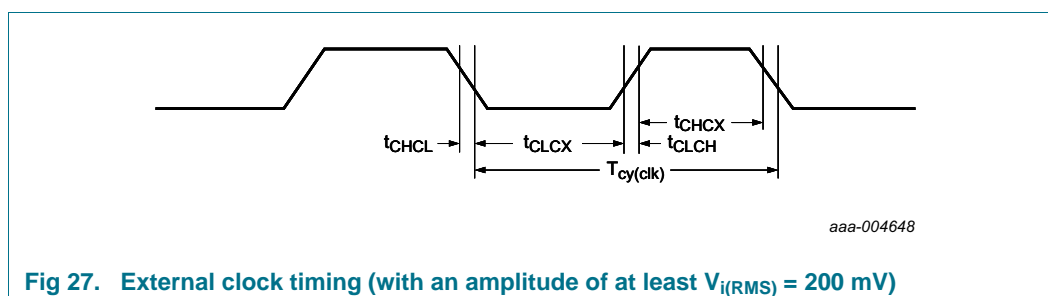 tCHCX
tCHCL tCLCX tCLCH
Tcy(clk)
aaa-004648
Fig 27. External clock timing (with an amplitude of at least Vi(RMS) = 200 mV)